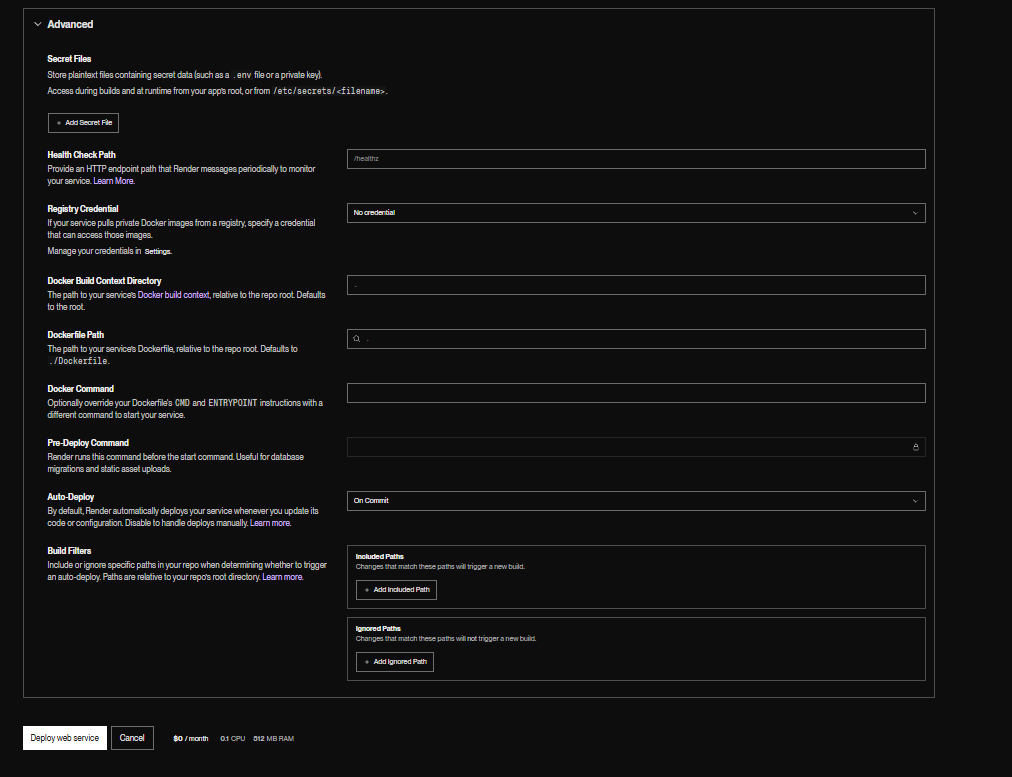 Advanced
Secret Files
Store plaintext files containing secret data (such as a .env file or a private key).
Access during builds and at runtime from your app's root, or from /etc/secrets/<filename>.
+ Add Secret File
Health Check Path
Provide an HTTP endpoint path that Render messages periodically to monitor
your service. Learn More.
/healthz
Registry Credential
If your service pulls private Docker images from a registry, specify a credential
that can access those images.
Manage your credentials in Settings.
No credential
Docker Build Context Directory
The path to your service's Docker build context, relative to the repo root. Defaults
to the root.
.
Dockerfile Path
The path to your service's Dockerfile, relative to the repo root. Defaults to
./Dockerfile.
.
Docker Command
Optionally override your Dockerfile's CMD and ENTRYPOINT instructions with a
different command to start your service.
Pre-Deploy Command
Render runs this command before the start command. Useful for database
migrations and static asset uploads.
Auto-Deploy
By default, Render automatically deploys your service whenever you update its
code or configuration. Disable to handle deploys manually. Learn more.
On Commit
Build Filters
Include or ignore specific paths in your repo when determining whether to trigger
an auto-deploy. Paths are relative to your repo's root directory. Learn more.
Included Paths
Changes that match these paths will trigger a new build.
+ Add Included Path
Ignored Paths
Changes that match these paths will not trigger a new build.
+ Add Ignored Path
Deploy web service
Cancel
$0 / month 0.1 CPU 512 MB RAM